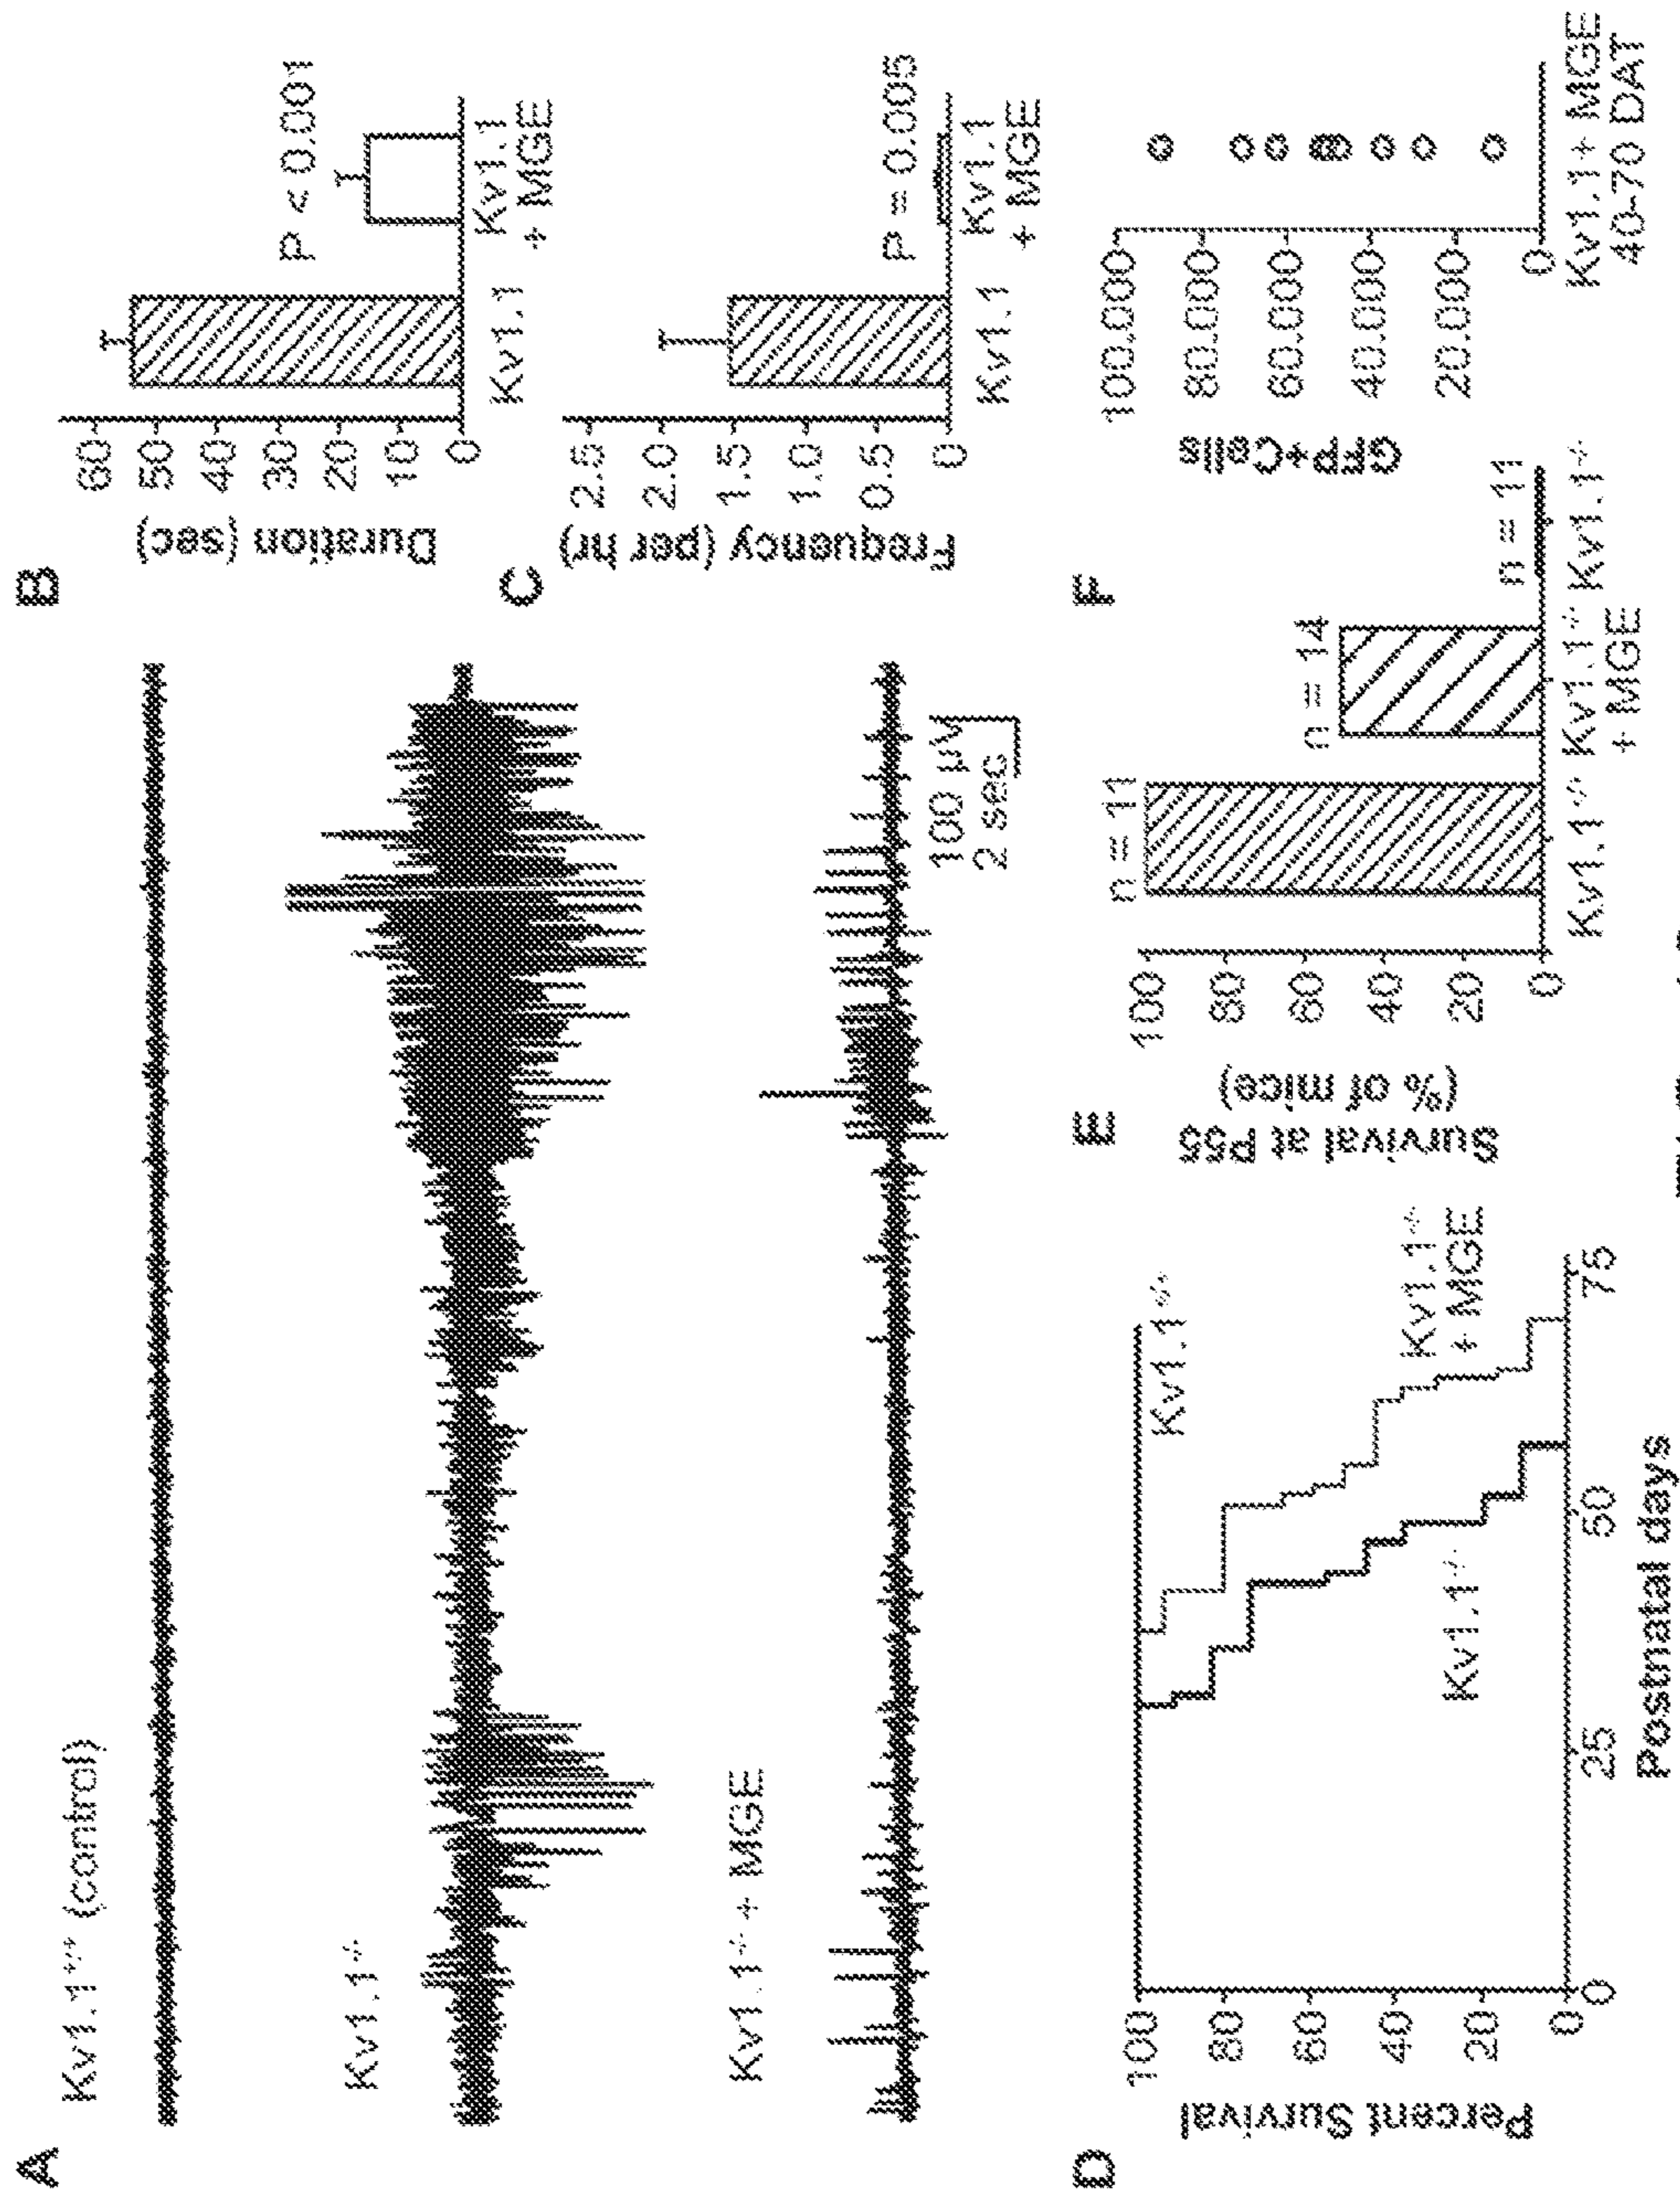 A
Kv1.1+/+ (control)
Kv1.1-/-
Kv1.1-/- + MGE
100 µV
2 sec
B
Duration (sec)
60
50
40
30
20
10
0
P < 0.001
Kv1.1
Kv1.1
+ MGE
C
Frequency (per hr)
2.5
2.0
1.5
1.0
0.5
0
P = 0.005
Kv1.1
Kv1.1
+ MGE
D
Percent Survival
100
80
60
40
20
0
Kv1.1+/+
Kv1.1-/-
+ MGE
Kv1.1-/-
0
25
50
75
Postnatal days
E
Survival at P55
(% of mice)
100
80
60
40
20
0
n = 11
n = 14
n = 11
Kv1.1+/+
Kv1.1-/-
+ MGE
Kv1.1-/-
F
GFP+Cells
100.000
80.000
60.000
40.000
20.000
0
Kv1.1+ MGE
40-70 DAT